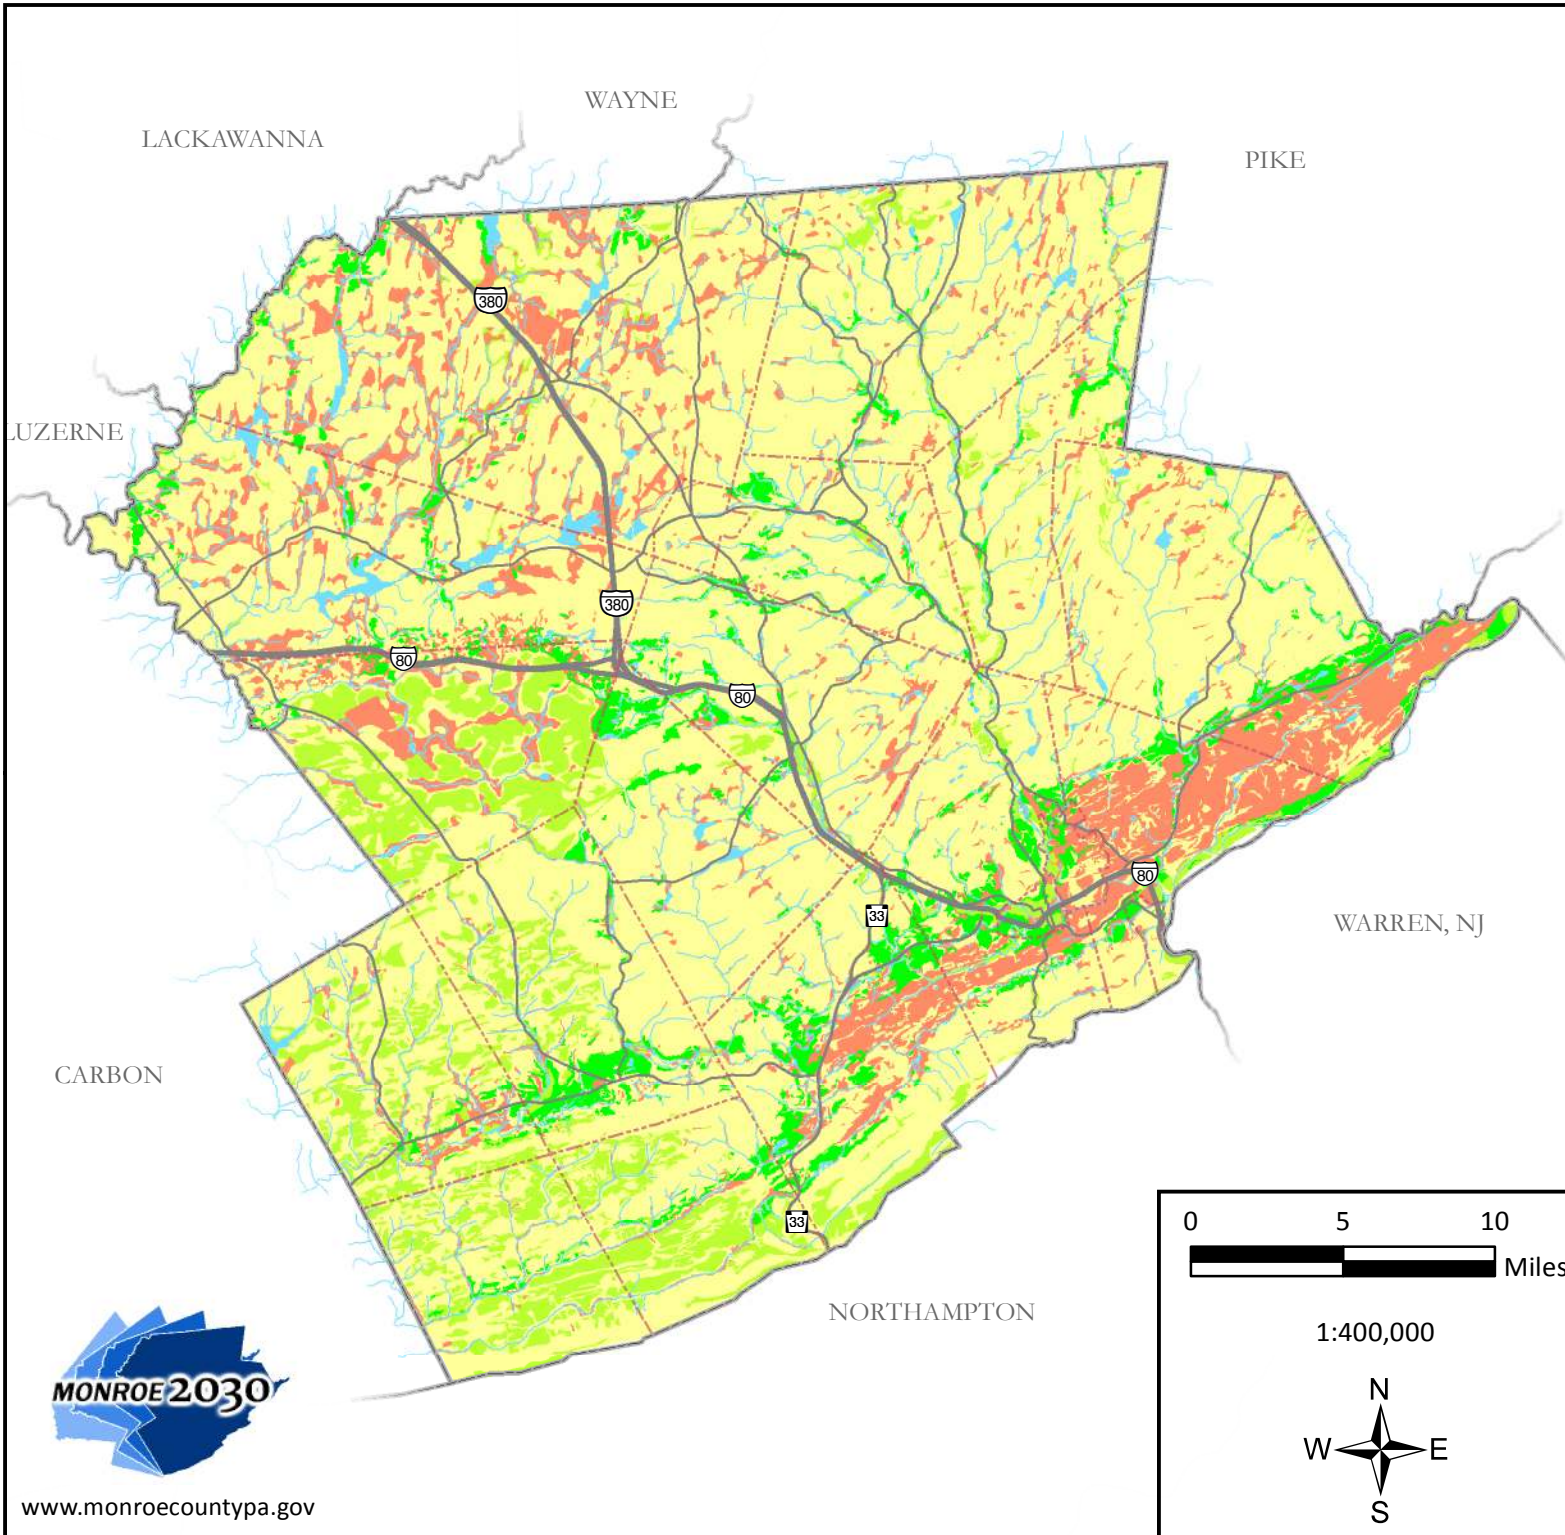 WAYNE
LACKAWANNA
PIKE
380
LUZERNE
380
80
80
80
33
WARREN, NJ
CARBON
33
0 5 10
Miles
NORTHAMPTON
1:400,000
MONROE 2030
N
W E
S
www.monroecountypa.gov